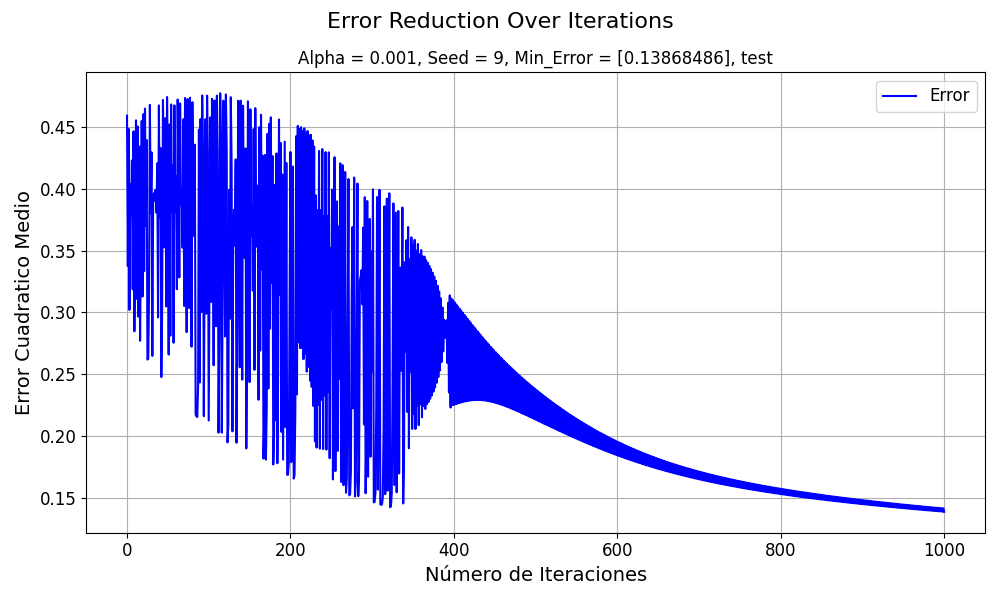 Error Reduction Over Iterations
Alpha = 0.001, Seed = 9, Min_Error = [0.13868486], test
Error
Error Cuadratico Medio
0.45
0.40
0.35
0.30
0.25
0.20
0.15
0
200
400
600
800
1000
Número de Iteraciones